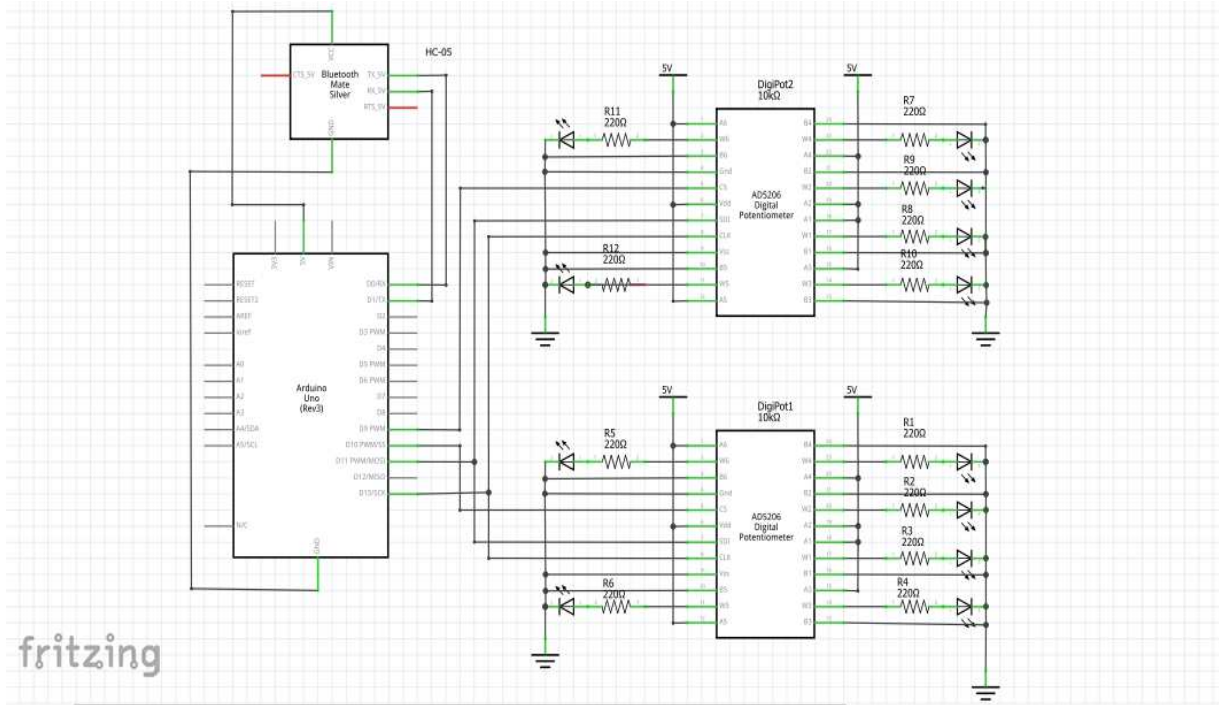 HC-05
VCC
CTS_5V
Bluetooth
Mate
Silver
TX_5V
RX_5V
RTS_5V
GND
3V3
5V
VIN
RESET
RESET2
AREF
ioref
A0
A1
A2
A3
A4/SDA
A5/SCL
N/C
Arduino
Uno
(Rev3)
D0/RX
D1/TX
D2
D3 PWM
D4
D5 PWM
D6 PWM
D7
D8
D9 PWM
D10 PWM/SS
D11 PWM/MOSI
D12/MISO
D13/SCK
GND
5V
5V
DigiPot2
10kΩ
R11
220Ω
R12
220Ω
A6
W6
B6
Gnd
CS
Vdd
SDI
CLK
Vss
B5
W5
A5
AD5206
Digital
Potentiometer
B4
W4
A4
B2
W2
A2
A1
W1
B1
A3
W3
B3
R7
220Ω
R9
220Ω
R8
220Ω
R10
220Ω
5V
5V
DigiPot1
10kΩ
R5
220Ω
R6
220Ω
A6
W6
B6
Gnd
CS
Vdd
SDI
CLK
B5
W5
A5
AD5206
Digital
Potentiometer
B4
W4
A4
B2
W2
A2
A1
W1
B1
A3
W3
B3
R1
220Ω
R2
220Ω
R3
220Ω
R4
220Ω
fritzing